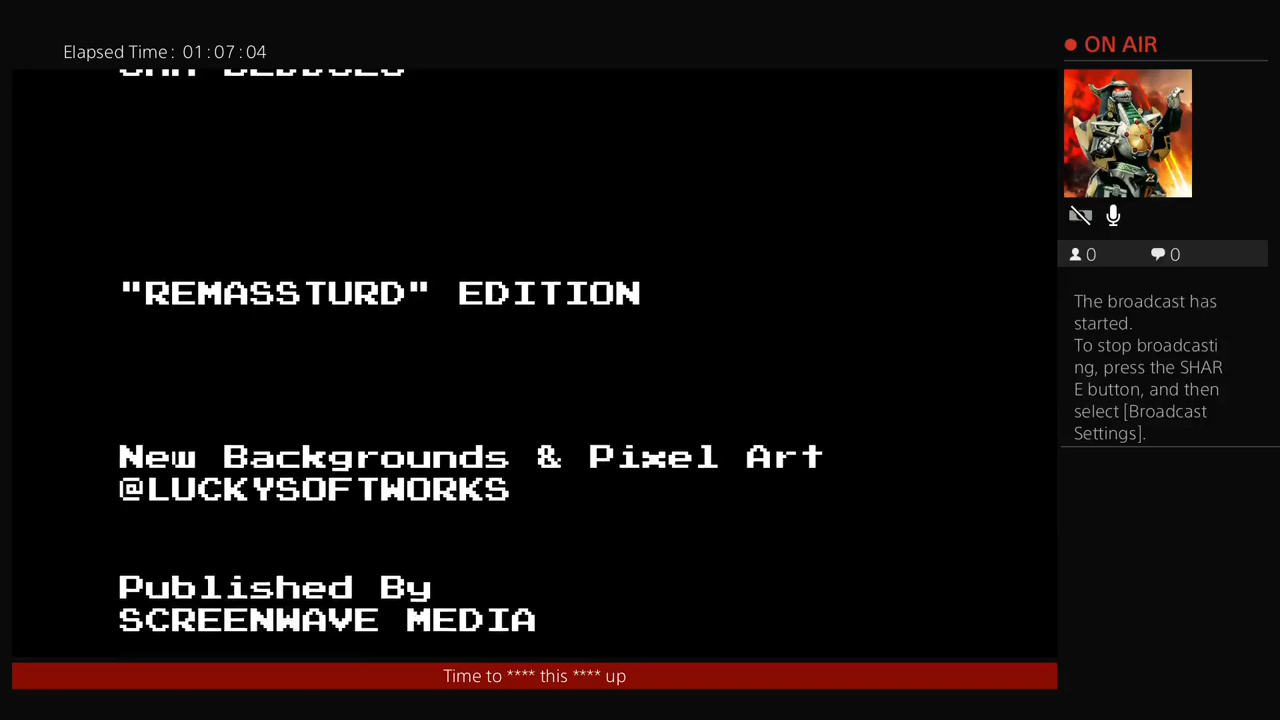 Elapsed Time: 01:07:04
ON AIR
"REMASSTURD" EDITION
New Backgrounds & Pixel Art
@LUCKYSOFTWORKS
Published By
SCREENWAVE MEDIA
Time to **** this **** up
0 0
The broadcast has
started.
To stop broadcasti
ng, press the SHAR
E button, and then
select [Broadcast
Settings].